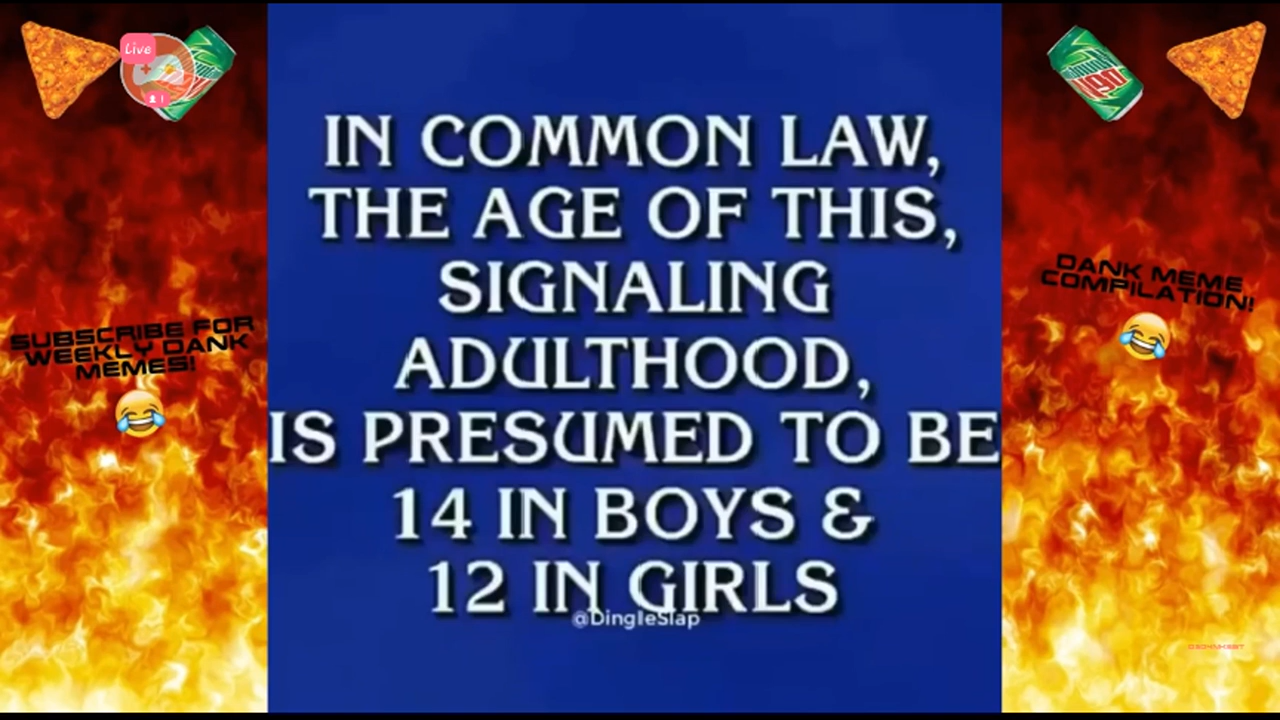 Live
1
IN COMMON LAW,
THE AGE OF THIS,
SIGNALING
ADULTHOOD,
IS PRESUMED TO BE
14 IN BOYS &
12 IN GIRLS
@DingleSlap
SUBSCRIBE FOR
WEEKLY DANK
MEMES!
DANK MEME
COMPILATION!